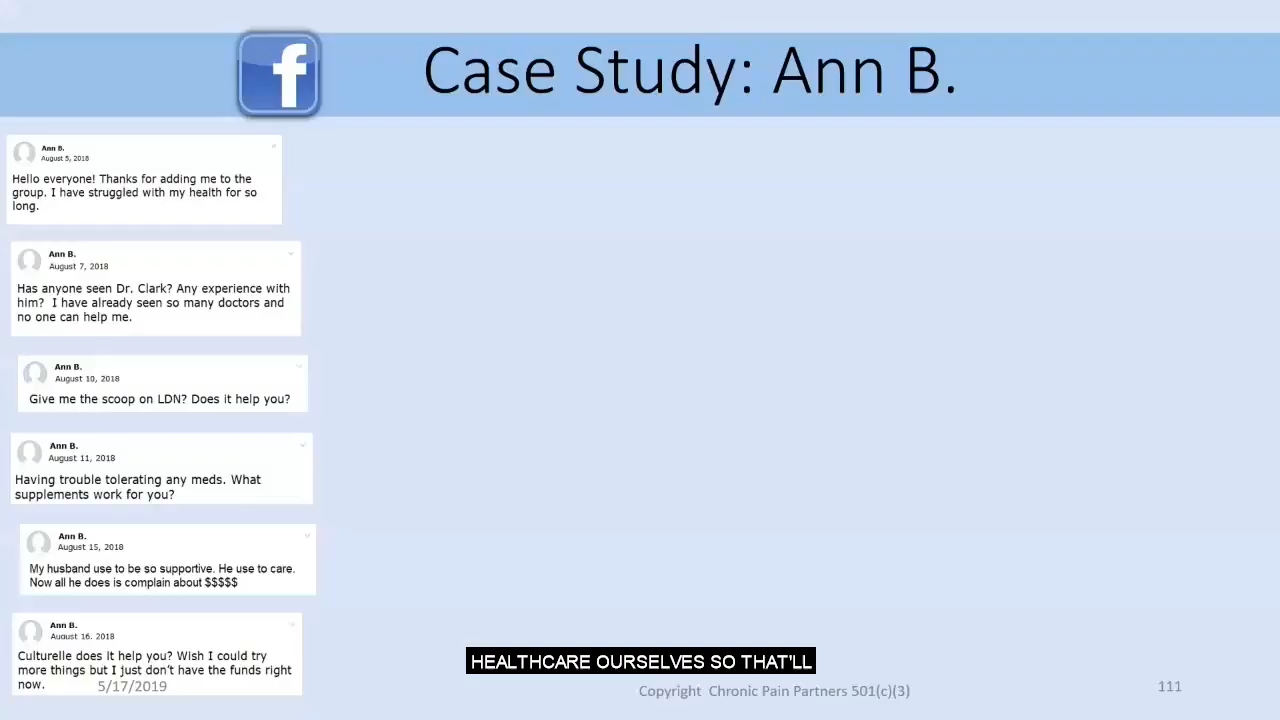 f
Case Study: Ann B.
Ann B.
August 5, 2018
Hello everyone! Thanks for adding me to the
group. I have struggled with my health for so
long.
Ann B.
August 7, 2018
Has anyone seen Dr. Clark? Any experience with
him? I have already seen so many doctors and
no one can help me.
Ann B.
August 10, 2018
Give me the scoop on LDN? Does it help you?
Ann B.
August 11, 2018
Having trouble tolerating any meds. What
supplements work for you?
Ann B.
August 15, 2018
My husband use to be so supportive. He use to care.
Now all he does is complain about $$$$$
Ann B.
August 16, 2018
Culturelle does it help you? Wish I could try
more things but I just don't have the funds right
now.
HEALTHCARE OURSELVES SO THAT'LL
5/17/2019
Copyright Chronic Pain Partners 501(c)(3)
111